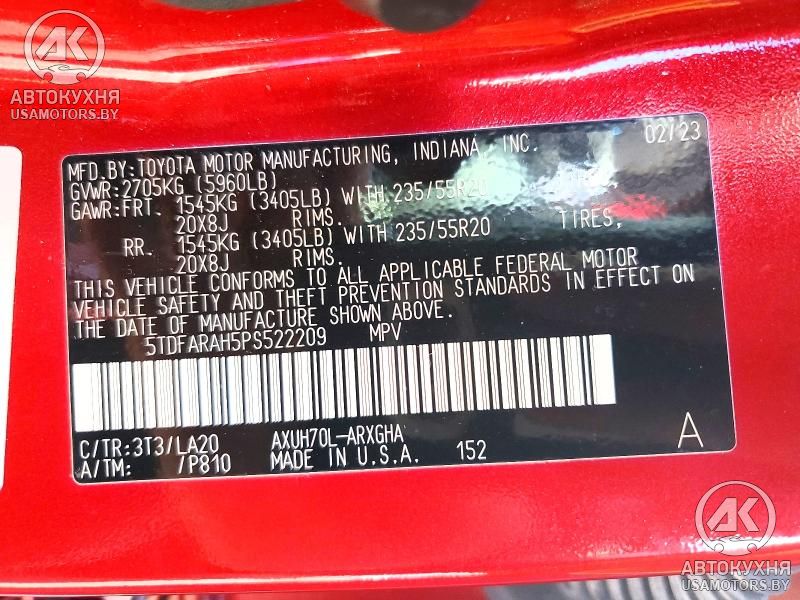 AK
АВТОКУХНЯ
USAMOTORS.BY
MFD.BY:TOYOTA MOTOR MANUFACTURING, INDIANA, INC. 02/23
GVWR:2705KG (5960LB)
GAWR:FRT. 1545KG (3405LB) WITH 235/55R20
20X8J RIMS.
RR. 1545KG (3405LB) WITH 235/55R20 TIRES,
20X8J RIMS.
THIS VEHICLE CONFORMS TO ALL APPLICABLE FEDERAL MOTOR
VEHICLE SAFETY AND THEFT PREVENTION STANDARDS IN EFFECT ON
THE DATE OF MANUFACTURE SHOWN ABOVE.
5TDFARAH5PS522209 MPV
C/TR:3T3/LA20 AXUH70L-ARXGHA
A/TM: /P810 MADE IN U.S.A. 152
A
AK
АВТОКУХНЯ
USAMOTORS.BY